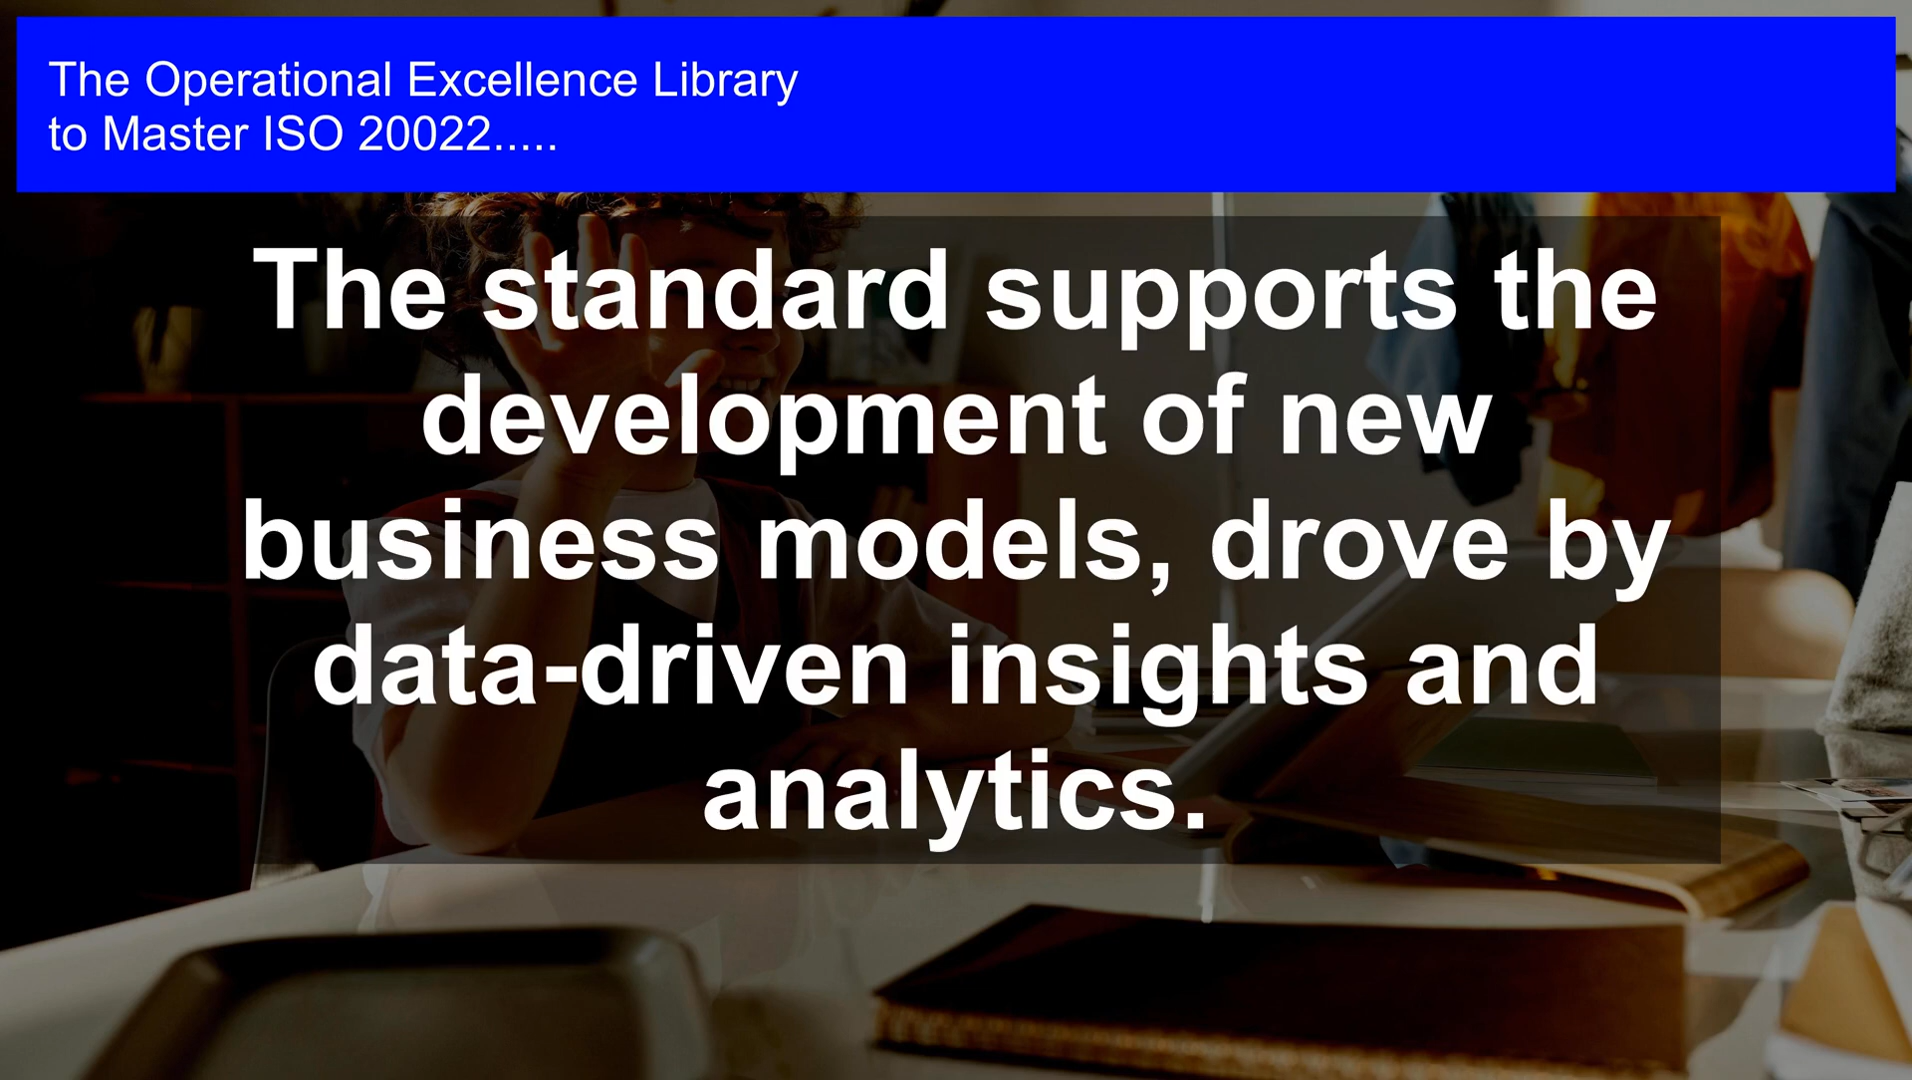 The Operational Excellence Library
to Master ISO 20022.....
The standard supports the
development of new
business models, drove by
data-driven insights and
analytics.